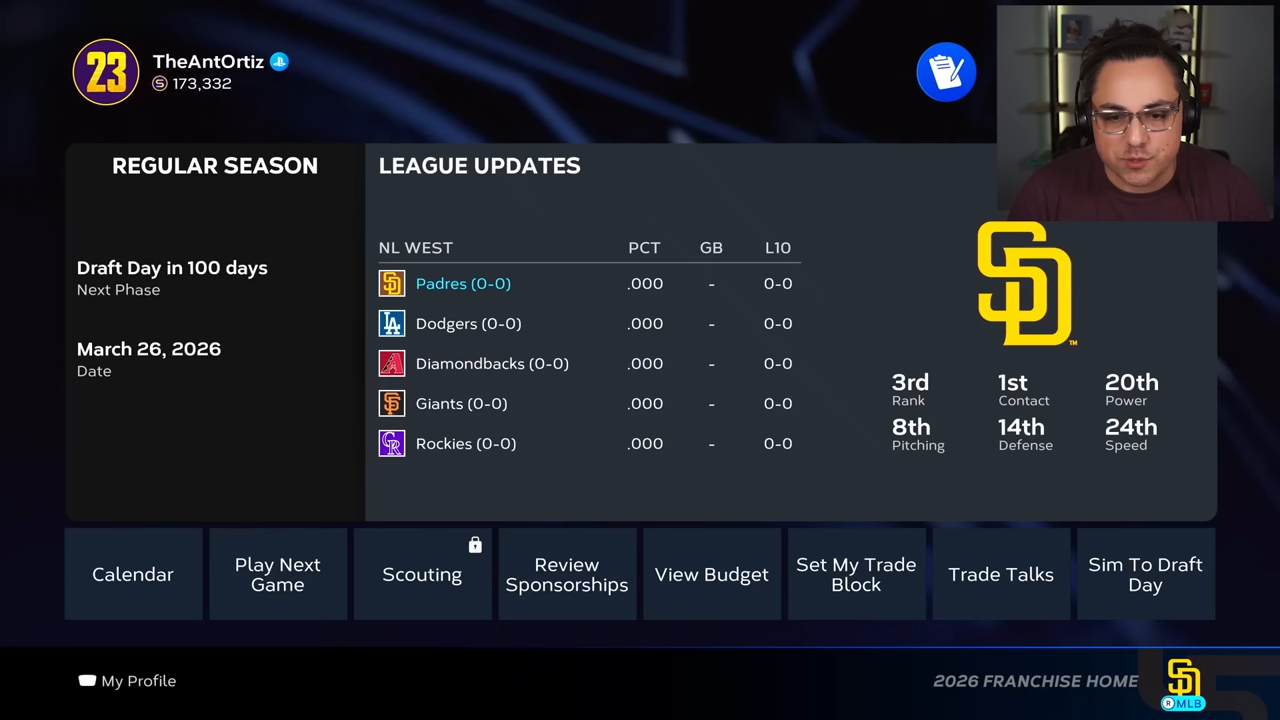 23
TheAntOrtiz
173,332
REGULAR SEASON
Draft Day in 100 days
Next Phase
March 26, 2026
Date
LEAGUE UPDATES
NL WEST PCT GB L10
Padres (0-0) .000 - 0-0
Dodgers (0-0) .000 - 0-0
Diamondbacks (0-0) .000 - 0-0
Giants (0-0) .000 - 0-0
Rockies (0-0) .000 - 0-0
SD
TM
3rd 1st 20th
Rank Contact Power
8th 14th 24th
Pitching Defense Speed
Calendar
Play Next
Game
Scouting
Review
Sponsorships
View Budget
Set My Trade
Block
Trade Talks
Sim To Draft
Day
My Profile
2026 FRANCHISE HOME
SD
R MLB